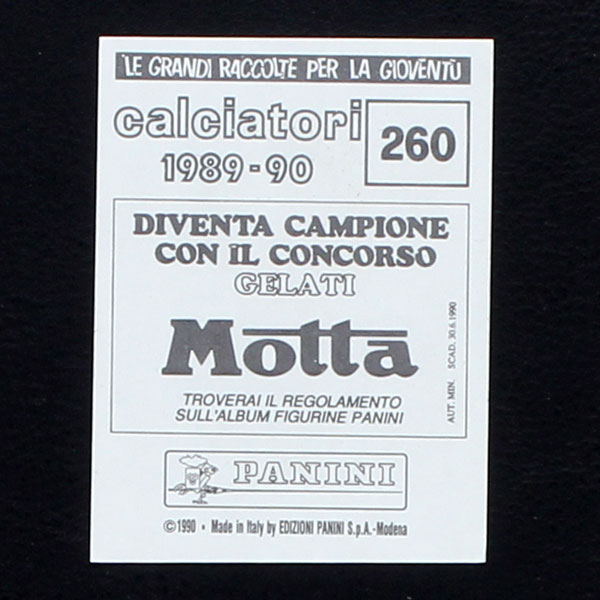 LE GRANDI RACCOLTE PER LA GIOVENTÙ
calciatori
1989-90
260
DIVENTA CAMPIONE
CON IL CONCORSO
GELATI
Motta
TROVERAI IL REGOLAMENTO
SULL'ALBUM FIGURINE PANINI
AUT. MIN. SCAD. 30.6.1990
PANINI
©1990 • Made in Italy by EDIZIONI PANINI S.p.A.-Modena